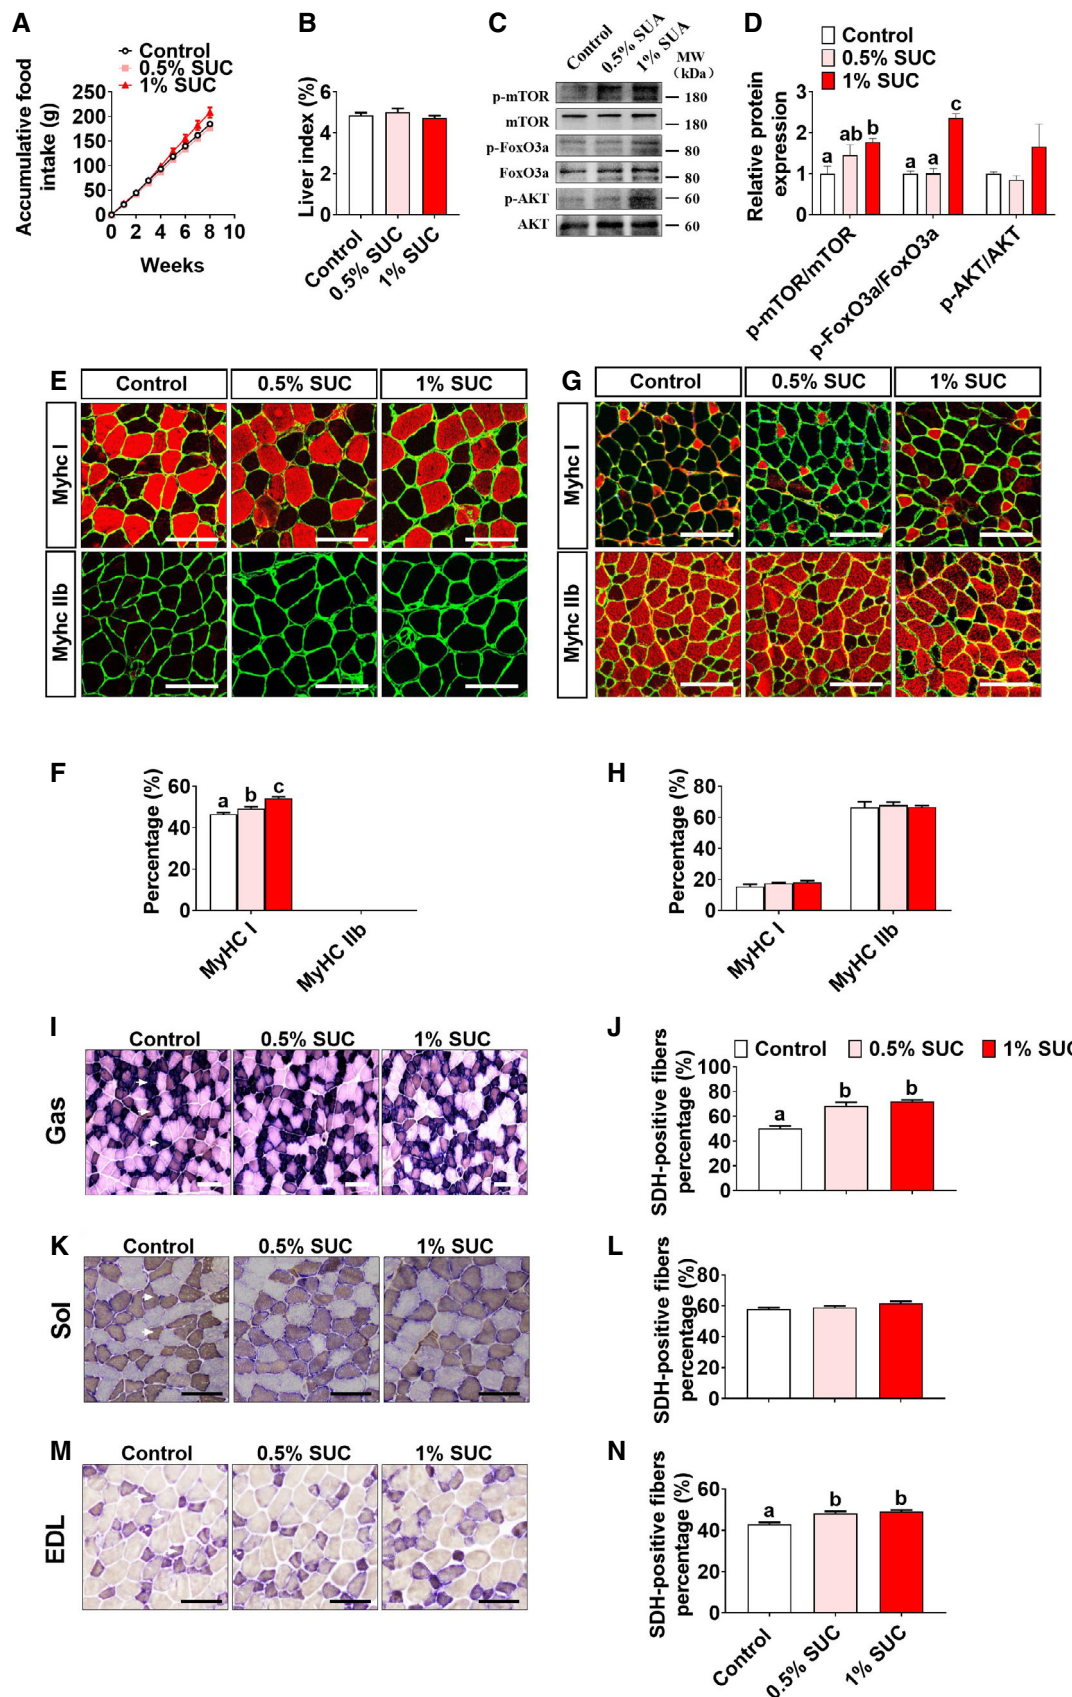 A
Control
0.5% SUC
1% SUC
Accumulative food
intake (g)
250
200
150
100
50
0
0 2 4 6 8 10
Weeks
B
Liver index (%)
6
4
2
0
Control
0.5% SUC
1% SUC
C
Control
0.5% SUA
1% SUA
MW
(kDa)
p-mTOR
180
mTOR
180
p-FoxO3a
80
FoxO3a
80
p-AKT
60
AKT
60
D
Control
0.5% SUC
1% SUC
Relative protein
expression
3
2
1
0
a ab b
a a c
p-mTOR/mTOR
p-FoxO3a/FoxO3a
p-AKT/AKT
E
Control 0.5% SUC 1% SUC
Myhc I
Myhc IIb
G
Control 0.5% SUC 1% SUC
Myhc I
Myhc IIb
F
Percentage (%)
60
40
20
0
a b c
MyHC I
MyHC IIb
H
Percentage (%)
80
60
40
20
0
MyHC I
MyHC IIb
I
Control 0.5% SUC 1% SUC
Gas
J
Control 0.5% SUC 1% SUC
SDH-positive fibers
percentage (%)
100
80
60
40
20
0
a b b
K
Control 0.5% SUC 1% SUC
Sol
L
SDH-positive fibers
percentage (%)
80
60
40
20
0
M
Control 0.5% SUC 1% SUC
EDL
N
SDH-positive fibers
percentage (%)
60
40
20
0
a b b
Control
0.5% SUC
1% SUC